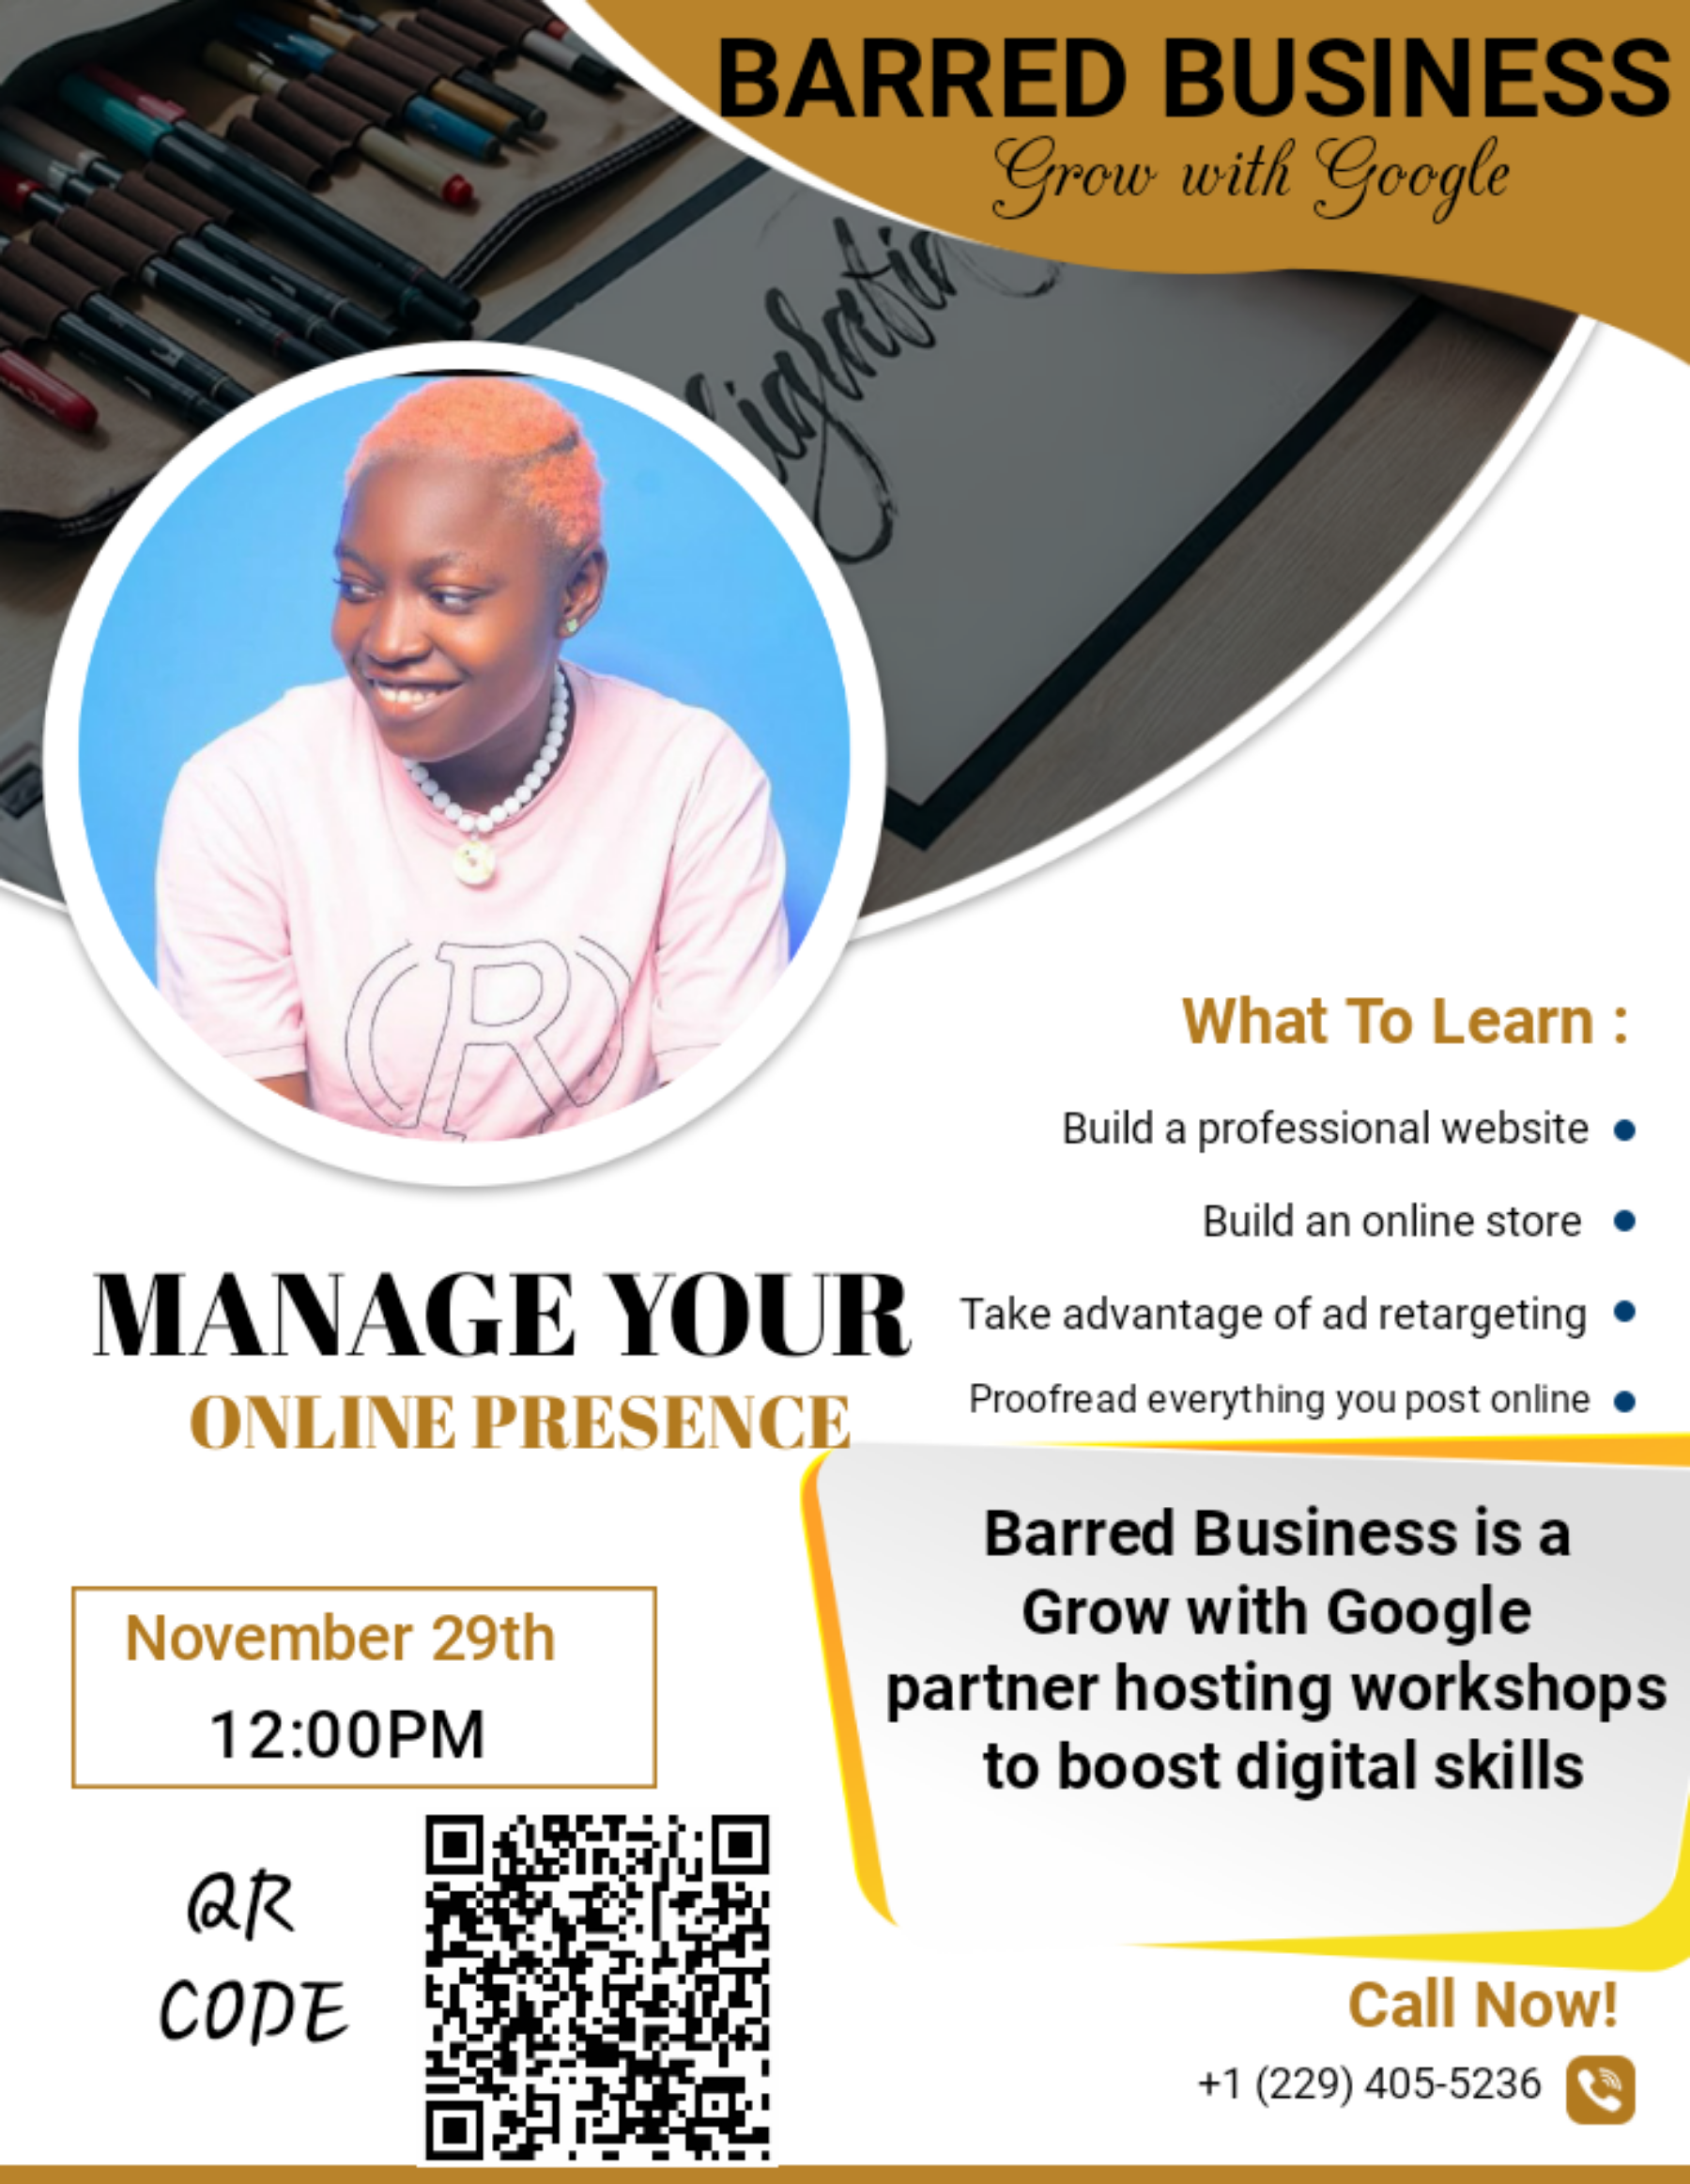 BARRED BUSINESS
Grow with Google
What To Learn :
Build a professional website
Build an online store
Take advantage of ad retargeting
Proofread everything you post online
MANAGE YOUR
ONLINE PRESENCE
Barred Business is a
Grow with Google
partner hosting workshops
to boost digital skills
November 29th
12:00PM
QR
CODE
Call Now!
+1 (229) 405-5236
R